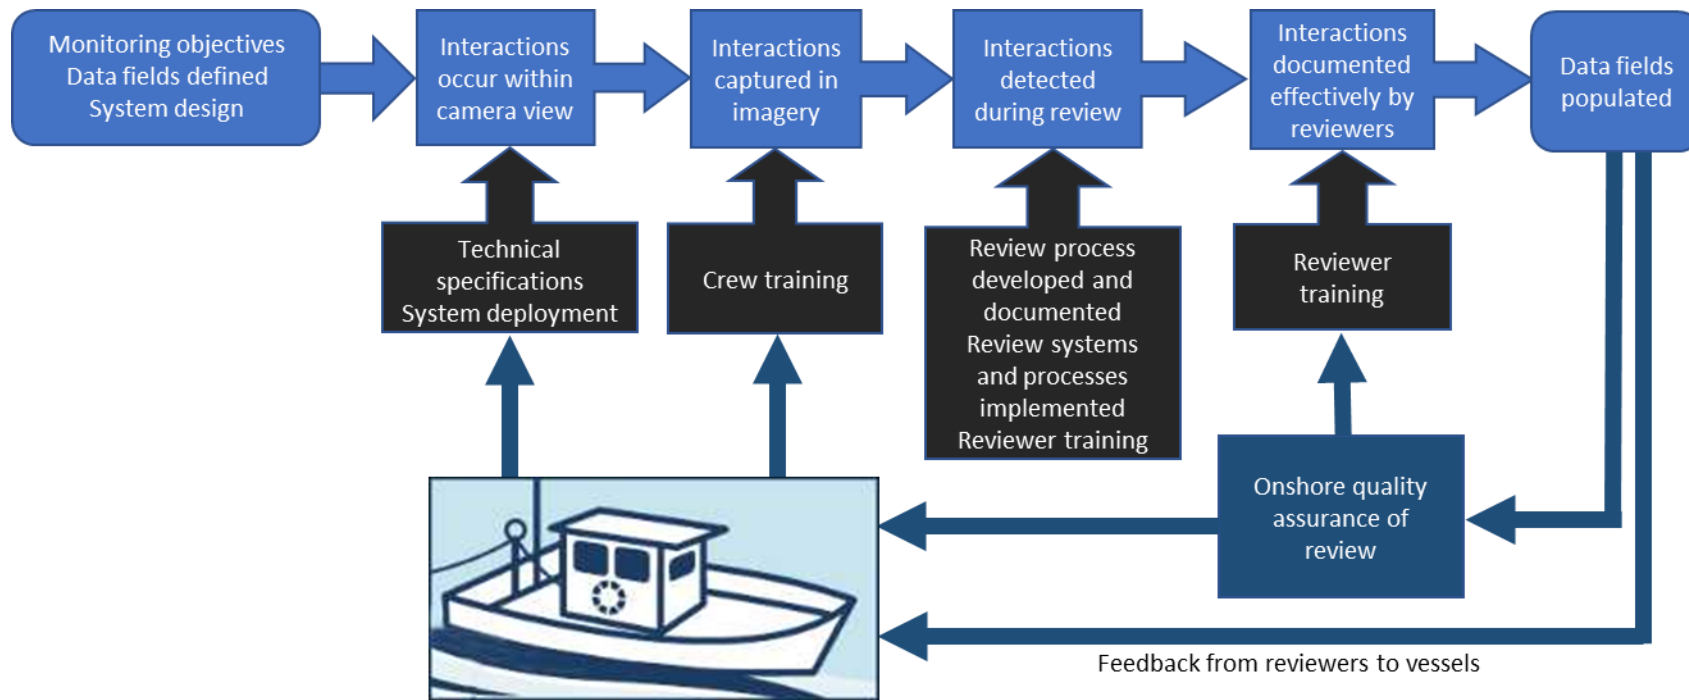 Monitoring objectives
Data fields defined
System design
Interactions
occur within
camera view
Interactions
captured in
imagery
Interactions
detected
during review
Interactions
documented
effectively by
reviewers
Data fields
populated
Technical
specifications
System deployment
Crew training
Review process
developed and
documented
Review systems
and processes
implemented
Reviewer training
Reviewer
training
Onshore quality
assurance of
review
Feedback from reviewers to vessels